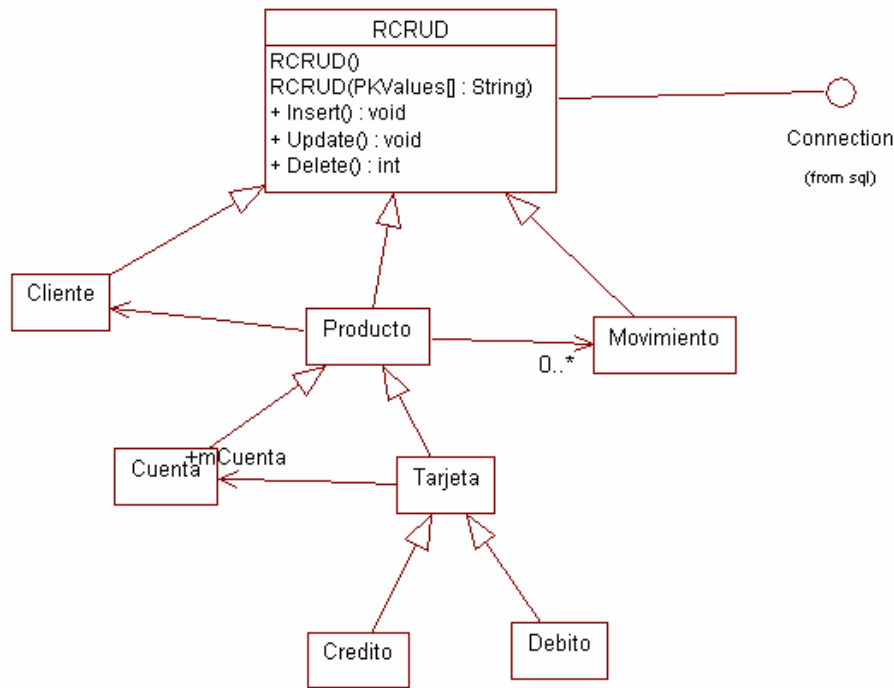 RCRUD
RCRUD()
RCRUD(PKValues[] : String)
+ Insert() : void
+ Update() : void
+ Delete() : int
Connection
(from sql)
Cliente
Producto
Movimiento
0..*
Cuenta
+mCuenta
Tarjeta
Credito
Debito